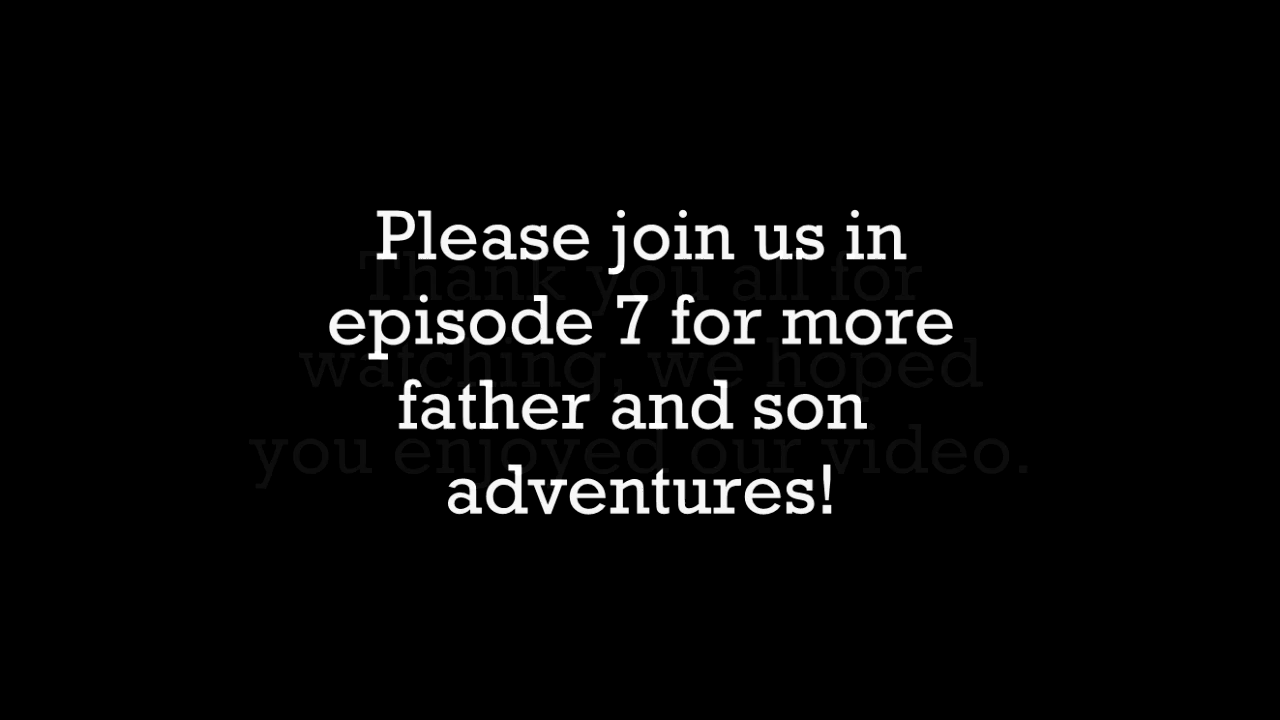 Please join us in
episode 7 for more
father and son
adventures!
Thank you all for
watching, we hoped
you enjoyed our video.